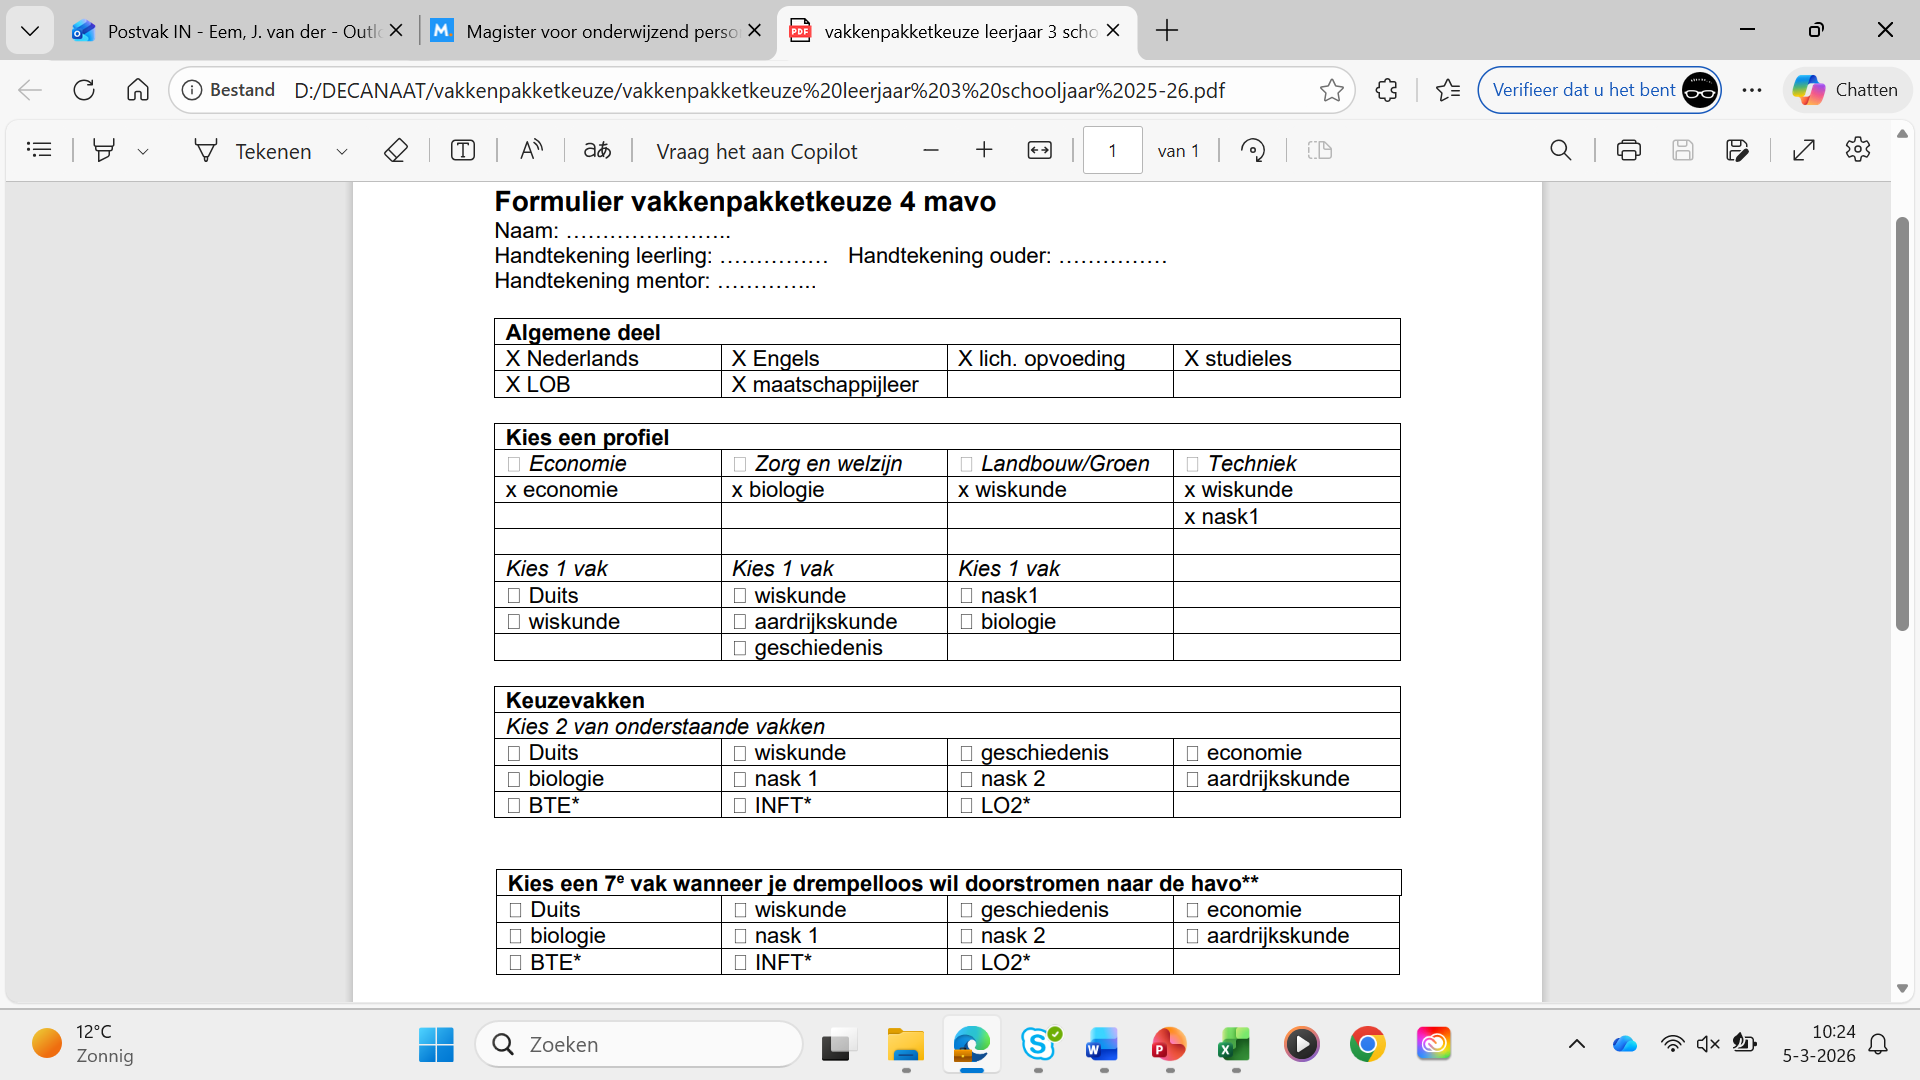 Postvak IN - Eem, J. van der - Outl
Magister voor onderwijzend perso
vakkenpakketkeuze leerjaar 3 scho
Bestand D:/DECANAAT/vakkenpakketkeuze/vakkenpakketkeuze%20leerjaar%203%20schooljaar%2025-26.pdf
Verifieer dat u het bent
Chatten
Tekenen
Vraag het aan Copilot
1 van 1
Formulier vakkenpakketkeuze 4 mavo
Naam: …………………..
Handtekening leerling: …………… Handtekening ouder: ……………
Handtekening mentor: …………..
Algemene deel
X Nederlands X Engels X lich. opvoeding X studieles
X LOB X maatschappijleer
Kies een profiel
□ Economie □ Zorg en welzijn □ Landbouw/Groen □ Techniek
x economie x biologie x wiskunde x wiskunde
x nask1
Kies 1 vak Kies 1 vak Kies 1 vak
□ Duits □ wiskunde □ nask1
□ wiskunde □ aardrijkskunde □ biologie
□ geschiedenis
Keuzevakken
Kies 2 van onderstaande vakken
□ Duits □ wiskunde □ geschiedenis □ economie
□ biologie □ nask 1 □ nask 2 □ aardrijkskunde
□ BTE* □ INFT* □ LO2*
Kies een 7e vak wanneer je drempelloos wil doorstromen naar de havo**
□ Duits □ wiskunde □ geschiedenis □ economie
□ biologie □ nask 1 □ nask 2 □ aardrijkskunde
□ BTE* □ INFT* □ LO2*
12°C
Zonnig
Zoeken
10:24
5-3-2026